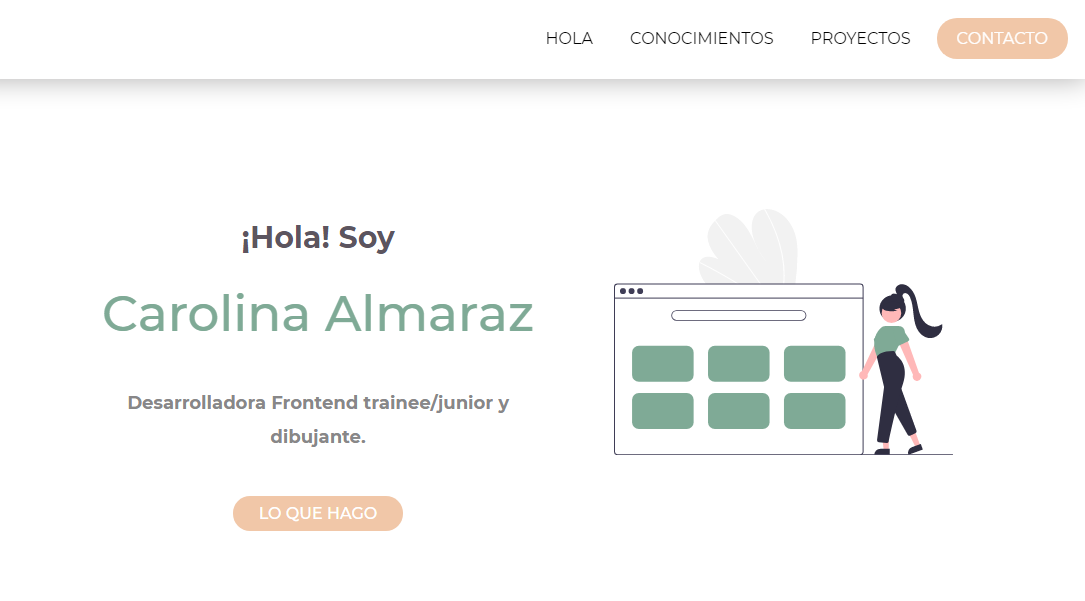 HOLA CONOCIMIENTOS PROYECTOS CONTACTO
¡Hola! Soy
Carolina Almaraz
Desarrolladora Frontend trainee/junior y
dibujante.
LO QUE HAGO